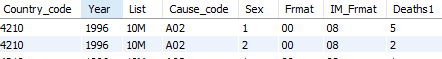 Country_code Year List Cause_code Sex Frmat IM_Frmat Deaths1
4210 1996 10M A02 1 00 08 5
4210 1996 10M A02 2 00 08 2